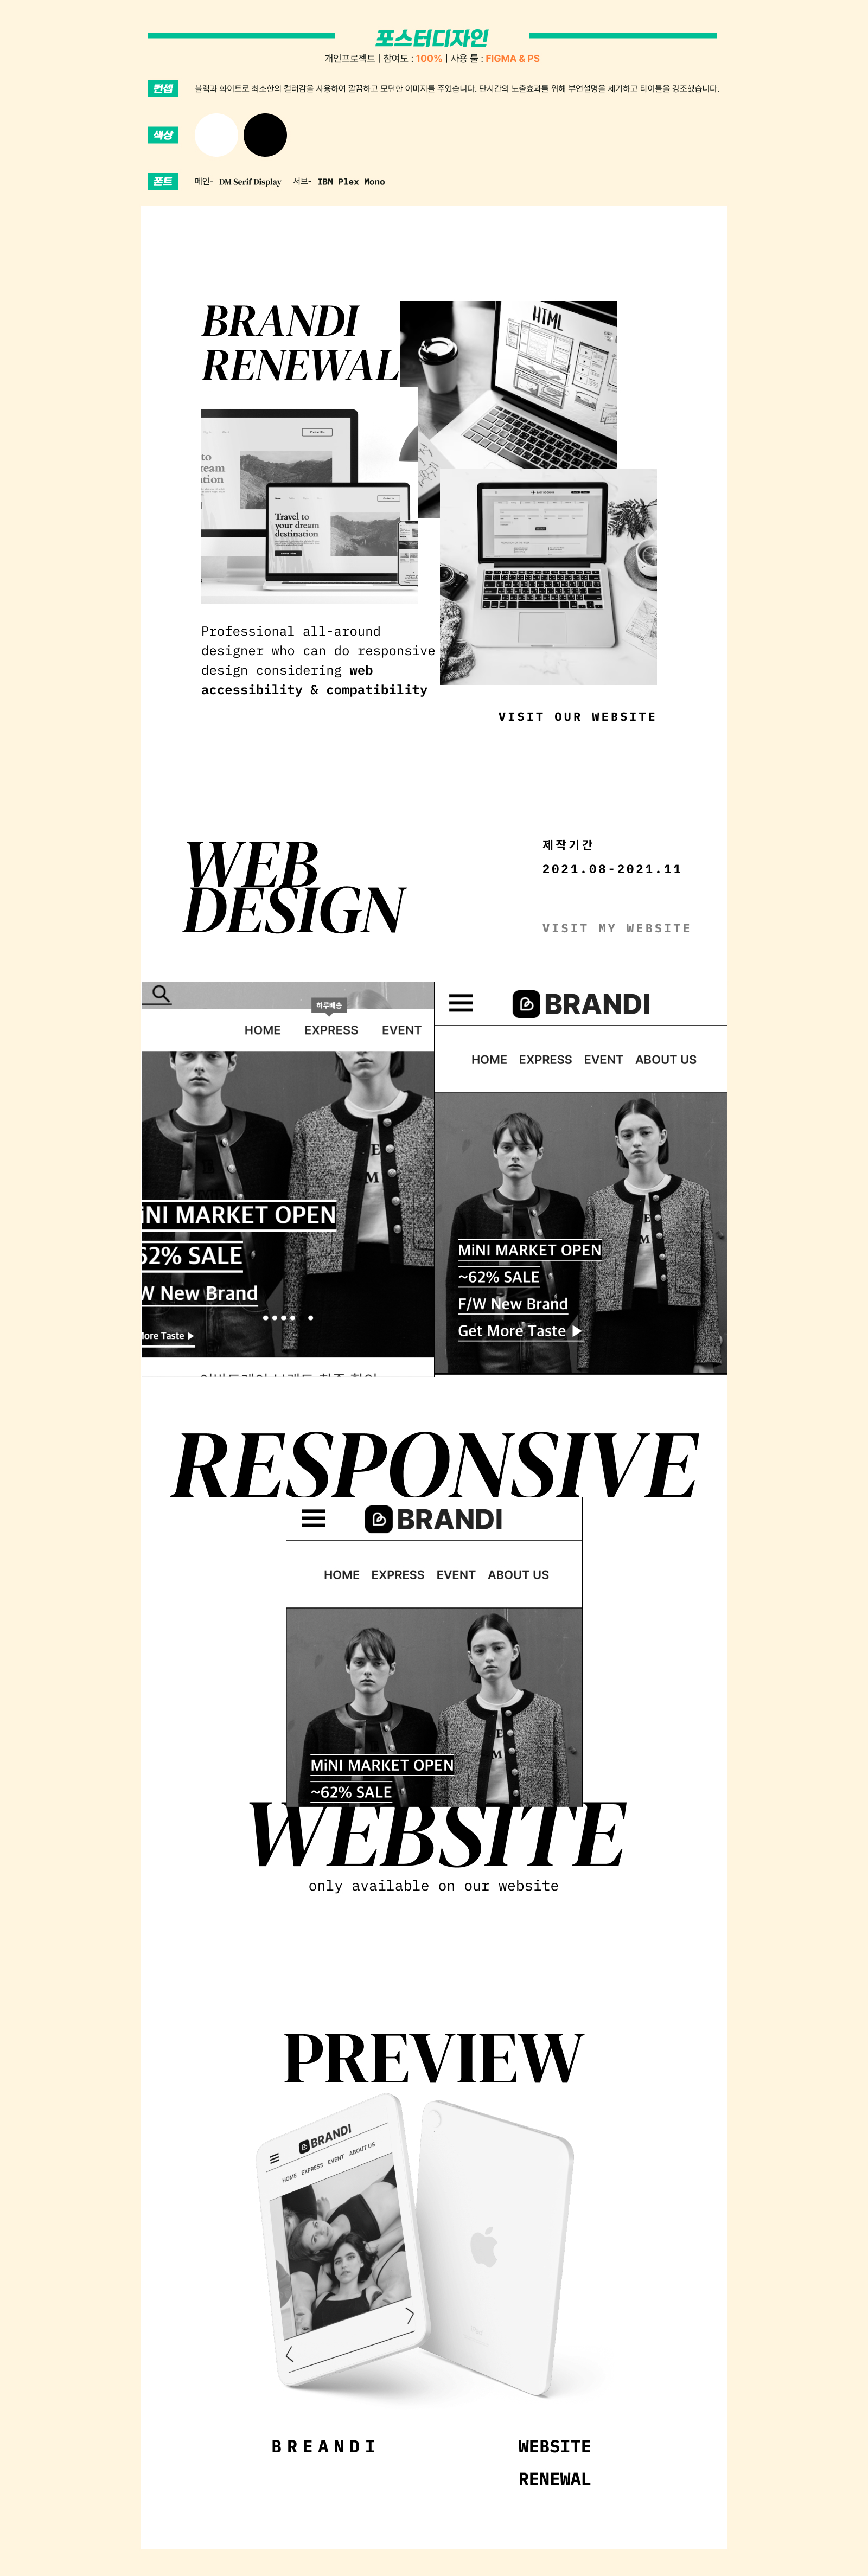 포스터디자인
개인프로젝트 | 참여도 : 100% | 사용 툴 : FIGMA & PS
컨셉
블랙과 화이트로 최소한의 컬러감을 사용하여 깔끔하고 모던한 이미지를 주었습니다. 단시간의 노출효과를 위해 부연설명을 제거하고 타이틀을 강조했습니다.
색상
폰트
메인- DM Serif Display 서브- IBM Plex Mono
BRANDI
RENEWAL
HTML
Contact Us
Contact Us
Travel to
your dream
destination
Professional all-around
designer who can do responsive
design considering web
accessibility & compatibility
VISIT OUR WEBSITE
WEB
DESIGN
제작기간
2021.08-2021.11
VISIT MY WEBSITE
하루배송
HOME EXPRESS EVENT
iNI MARKET OPEN
62% SALE
W New Brand
More Taste ▶
BRANDI
HOME EXPRESS EVENT ABOUT US
MiNI MARKET OPEN
~62% SALE
F/W New Brand
Get More Taste ▶
RESPONSIVE
BRANDI
HOME EXPRESS EVENT ABOUT US
MiNI MARKET OPEN
~62% SALE
WEBSITE
only available on our website
PREVIEW
BRANDI
HOME EXPRESS EVENT ABOUT US
iPad
BREANDI
WEBSITE
RENEWAL